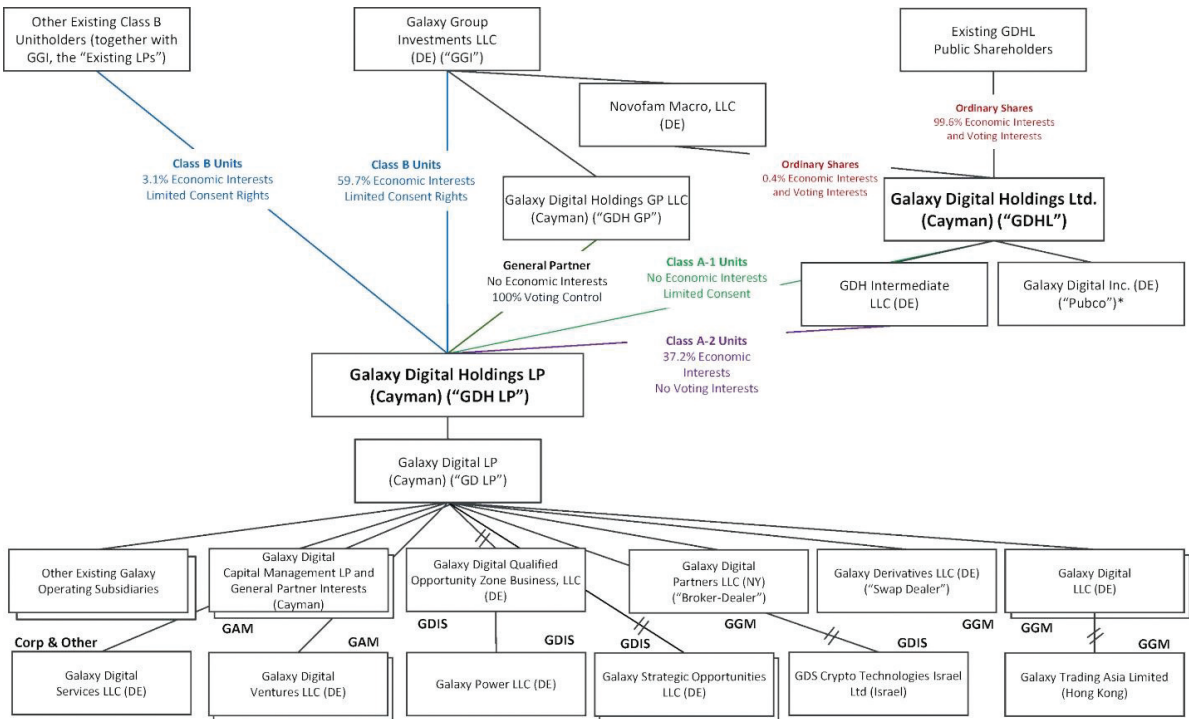 Other Existing Class B
Unitholders (together with
GGI, the “Existing LPs”)
Galaxy Group
Investments LLC
(DE) (“GGI”)
Existing GDHL
Public Shareholders
Novofam Macro, LLC
(DE)
Ordinary Shares
99.6% Economic Interests
and Voting Interests
Class B Units
3.1% Economic Interests
Limited Consent Rights
Class B Units
59.7% Economic Interests
Limited Consent Rights
Ordinary Shares
0.4% Economic Interests
and Voting Interests
Galaxy Digital Holdings GP LLC
(Cayman) (“GDH GP”)
Galaxy Digital Holdings Ltd.
(Cayman) (“GDHL”)
General Partner
No Economic Interests
100% Voting Control
Class A-1 Units
No Economic Interests
Limited Consent
GDH Intermediate
LLC (DE)
Galaxy Digital Inc. (DE)
(“Pubco”)*
Class A-2 Units
37.2% Economic
Interests
No Voting Interests
Galaxy Digital Holdings LP
(Cayman) (“GDH LP”)
Galaxy Digital LP
(Cayman) (“GD LP”)
Other Existing Galaxy
Operating Subsidiaries
Galaxy Digital
Capital Management LP and
General Partner Interests
(Cayman)
Galaxy Digital Qualified
Opportunity Zone Business, LLC
(DE)
Galaxy Digital
Partners LLC (NY)
(“Broker-Dealer”)
Galaxy Derivatives LLC (DE)
(“Swap Dealer”)
Galaxy Digital
LLC (DE)
Corp & Other
GAM
GAM
GDIS
GDIS
GDIS
GGM
GDIS
GGM
GGM
GGM
Galaxy Digital
Services LLC (DE)
Galaxy Digital
Ventures LLC (DE)
Galaxy Power LLC (DE)
Galaxy Strategic Opportunities
LLC (DE)
GDS Crypto Technologies Israel
Ltd (Israel)
Galaxy Trading Asia Limited
(Hong Kong)